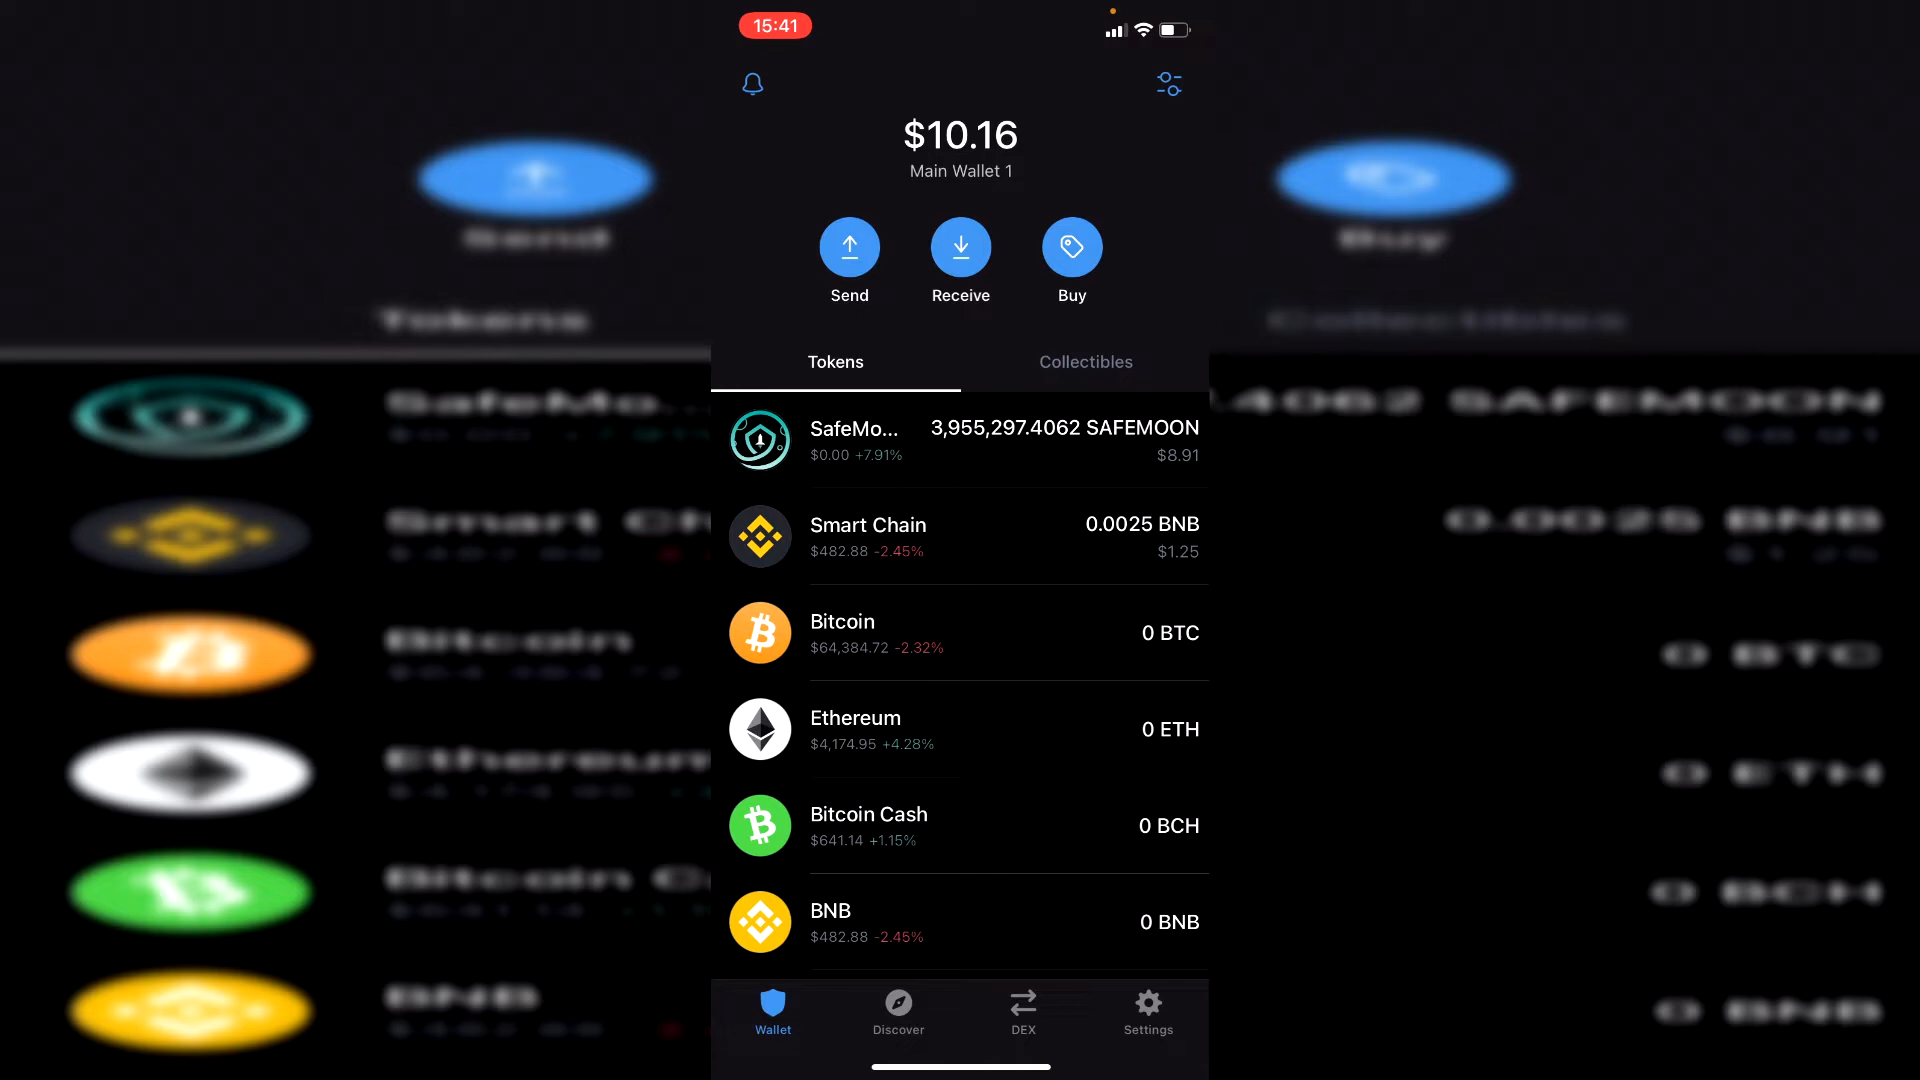 15:41
$10.16
Main Wallet 1
Send
Receive
Buy
Tokens
Collectibles
SafeMo... 3,955,297.4062 SAFEMOON
$0.00 +7.91% $8.91
Smart Chain 0.0025 BNB
$482.88 -2.45% $1.25
Bitcoin 0 BTC
$64,384.72 -2.32%
Ethereum 0 ETH
$4,174.95 +4.28%
Bitcoin Cash 0 BCH
$641.14 +1.15%
BNB 0 BNB
$482.88 -2.45%
Wallet
Discover
DEX
Settings